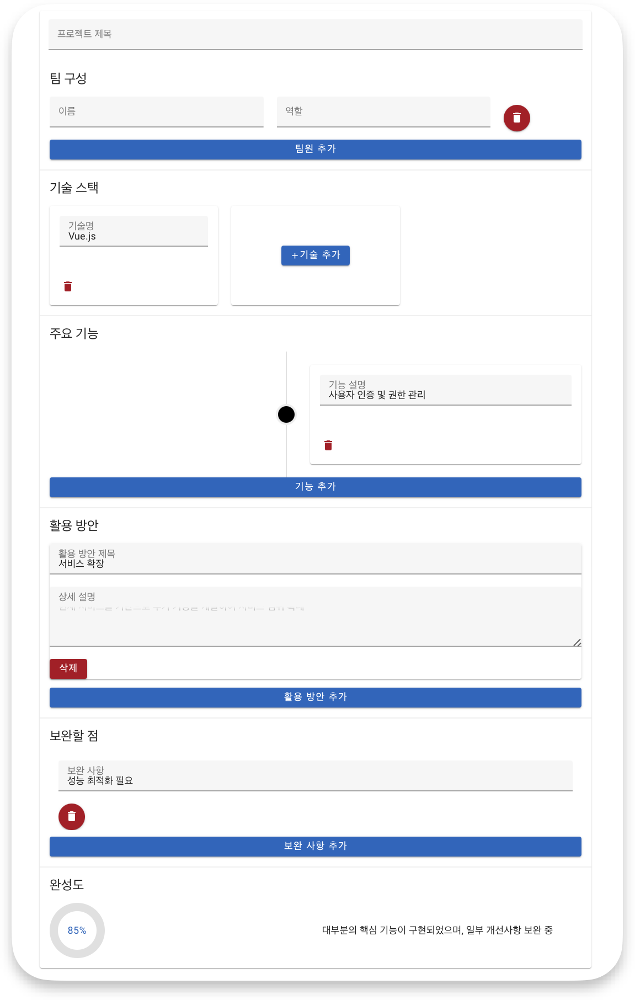 프로젝트 제목
팀 구성
이름
역할
팀원 추가
기술 스택
기술명
Vue.js
+기술 추가
주요 기능
기능 설명
사용자 인증 및 권한 관리
기능 추가
활용 방안
활용 방안 제목
서비스 확장
상세 설명
삭제
활용 방안 추가
보완할 점
보완 사항
성능 최적화 필요
보완 사항 추가
완성도
85%
대부분의 핵심 기능이 구현되었으며, 일부 개선사항 보완 중